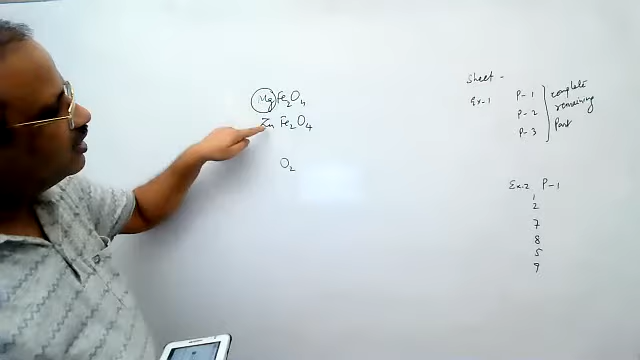 MgFe2O4
ZnFe2O4
O2
Sheet -
Ex-1 P-1 complete
P-2 remaining
P-3 Part
Ex.2 P-1
1
2
7
8
5
9